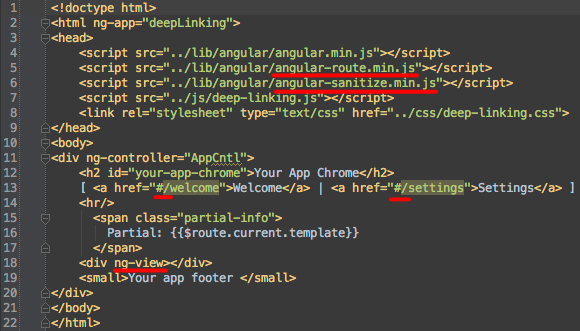 1 <!doctype html>
2 <html ng-app="deepLinking">
3 <head>
4 <script src="../lib/angular/angular.min.js"></script>
5 <script src="../lib/angular/angular-route.min.js"></script>
6 <script src="../lib/angular/angular-sanitize.min.js"></script>
7 <script src="../js/deep-linking.js"></script>
8 <link rel="stylesheet" type="text/css" href="../css/deep-linking.css">
9 </head>
10 <body>
11 <div ng-controller="AppCntl">
12 <h2 id="your-app-chrome">Your App Chrome</h2>
13 [ <a href="#/welcome">Welcome</a> | <a href="#/settings">Settings</a> ]
14 <hr/>
15 <span class="partial-info">
16 Partial: {{$route.current.template}}
17 </span>
18 <div ng-view></div>
19 <small>Your app footer </small>
20 </div>
21 </body>
22 </html>